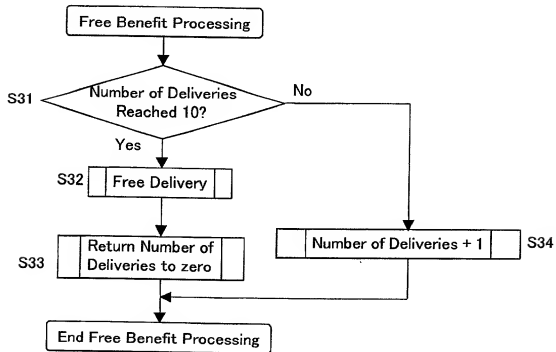 Free Benefit Processing
S31
Number of Deliveries
Reached 10?
No
Yes
S32
Free Delivery
S33
Return Number of
Deliveries to zero
Number of Deliveries + 1
S34
End Free Benefit Processing